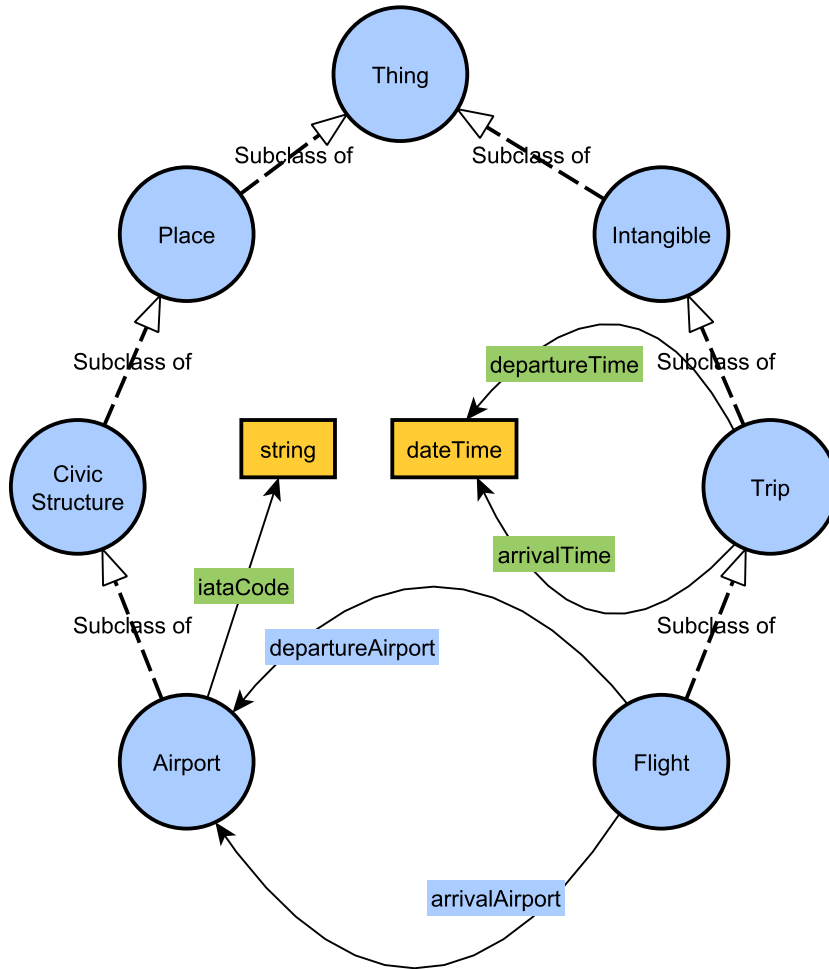 Thing
Subclass of
Subclass of
Place
Intangible
Subclass of
departureTime
Subclass of
string
dateTime
Civic
Structure
Trip
arrivalTime
iataCode
Subclass of
departureAirport
Subclass of
Airport
Flight
arrivalAirport